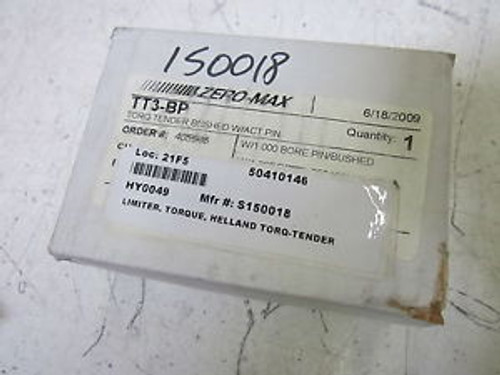 150018
ZERO-MAX
TT3-BP 6/18/2009
TORQ TENDER BUSHED W/ACT PIN Quantity: 1
ORDER #: W/1.000 BORE PIN/BUSHED
Loc: 21F5 50410146
HY0049 Mfr #: S150018
LIMITER, TORQUE, HELLAND TORQ-TENDER